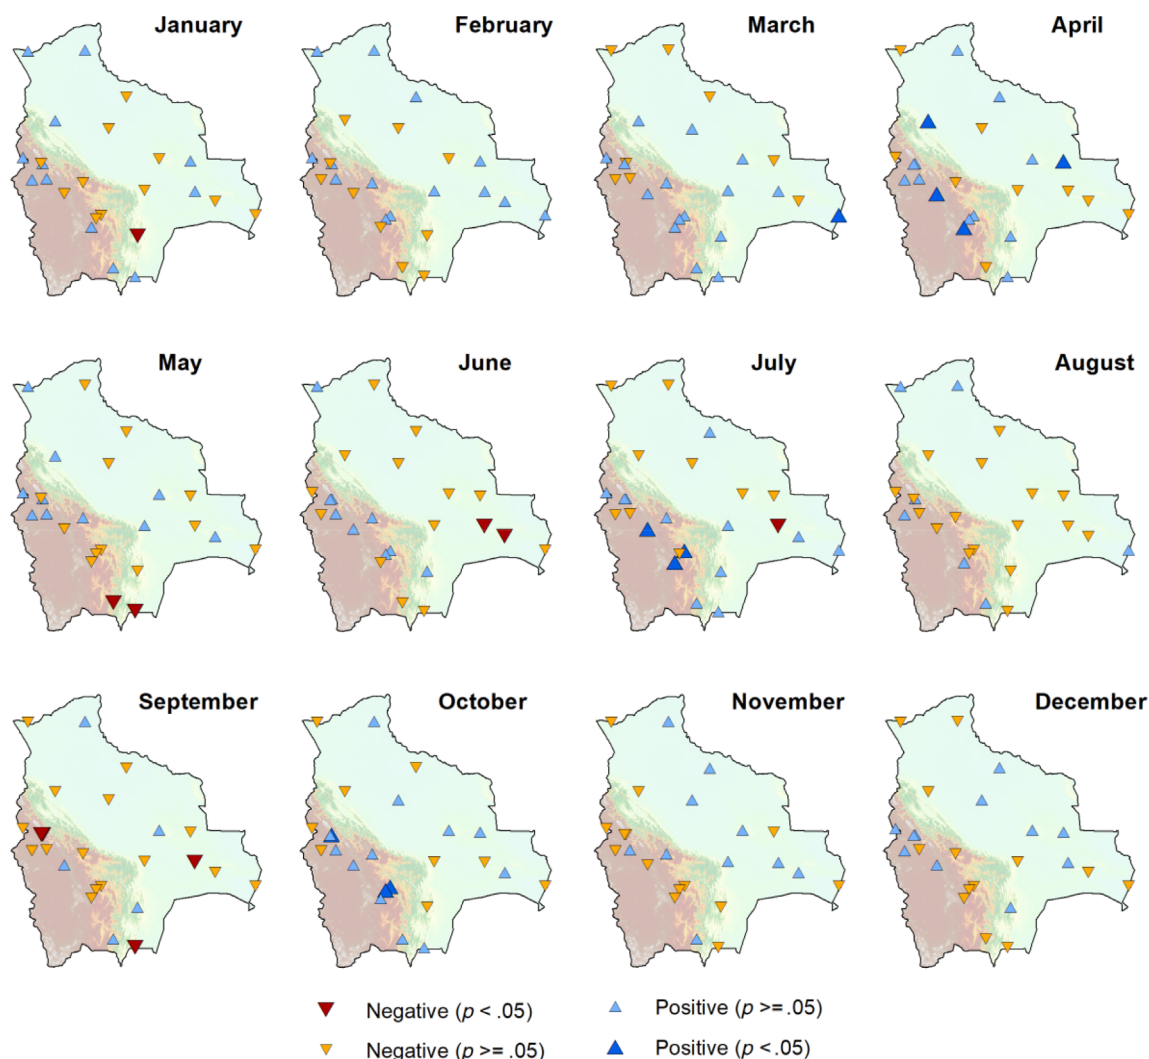 January
February
March
April
May
June
July
August
September
October
November
December
Negative (p < .05)
Positive (p >= .05)
Negative (p >= .05)
Positive (p < .05)